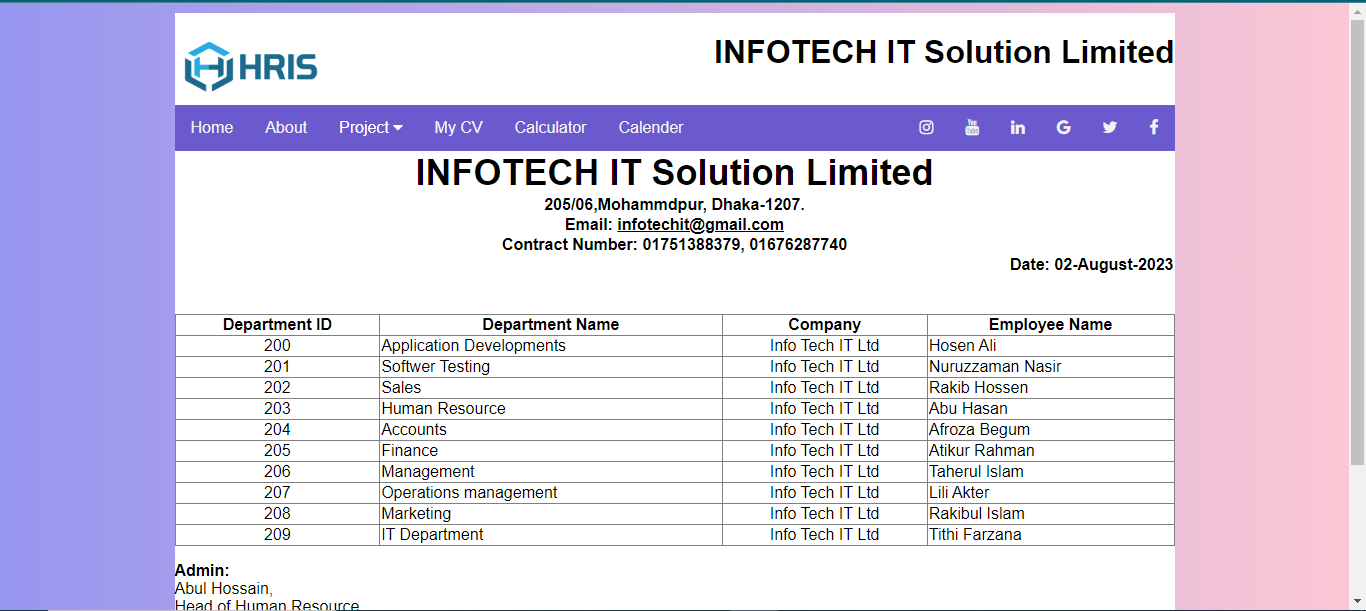 HRIS
INFOTECH IT Solution Limited
Home About Project My CV Calculator Calender
INFOTECH IT Solution Limited
205/06,Mohammdpur, Dhaka-1207.
Email: infotechit@gmail.com
Contract Number: 01751388379, 01676287740
Date: 02-August-2023
Department ID Department Name Company Employee Name
200 Application Developments Info Tech IT Ltd Hosen Ali
201 Softwer Testing Info Tech IT Ltd Nuruzzaman Nasir
202 Sales Info Tech IT Ltd Rakib Hossen
203 Human Resource Info Tech IT Ltd Abu Hasan
204 Accounts Info Tech IT Ltd Afroza Begum
205 Finance Info Tech IT Ltd Atikur Rahman
206 Management Info Tech IT Ltd Taherul Islam
207 Operations management Info Tech IT Ltd Lili Akter
208 Marketing Info Tech IT Ltd Rakibul Islam
209 IT Department Info Tech IT Ltd Tithi Farzana
Admin:
Abul Hossain,
Head of Human Resource